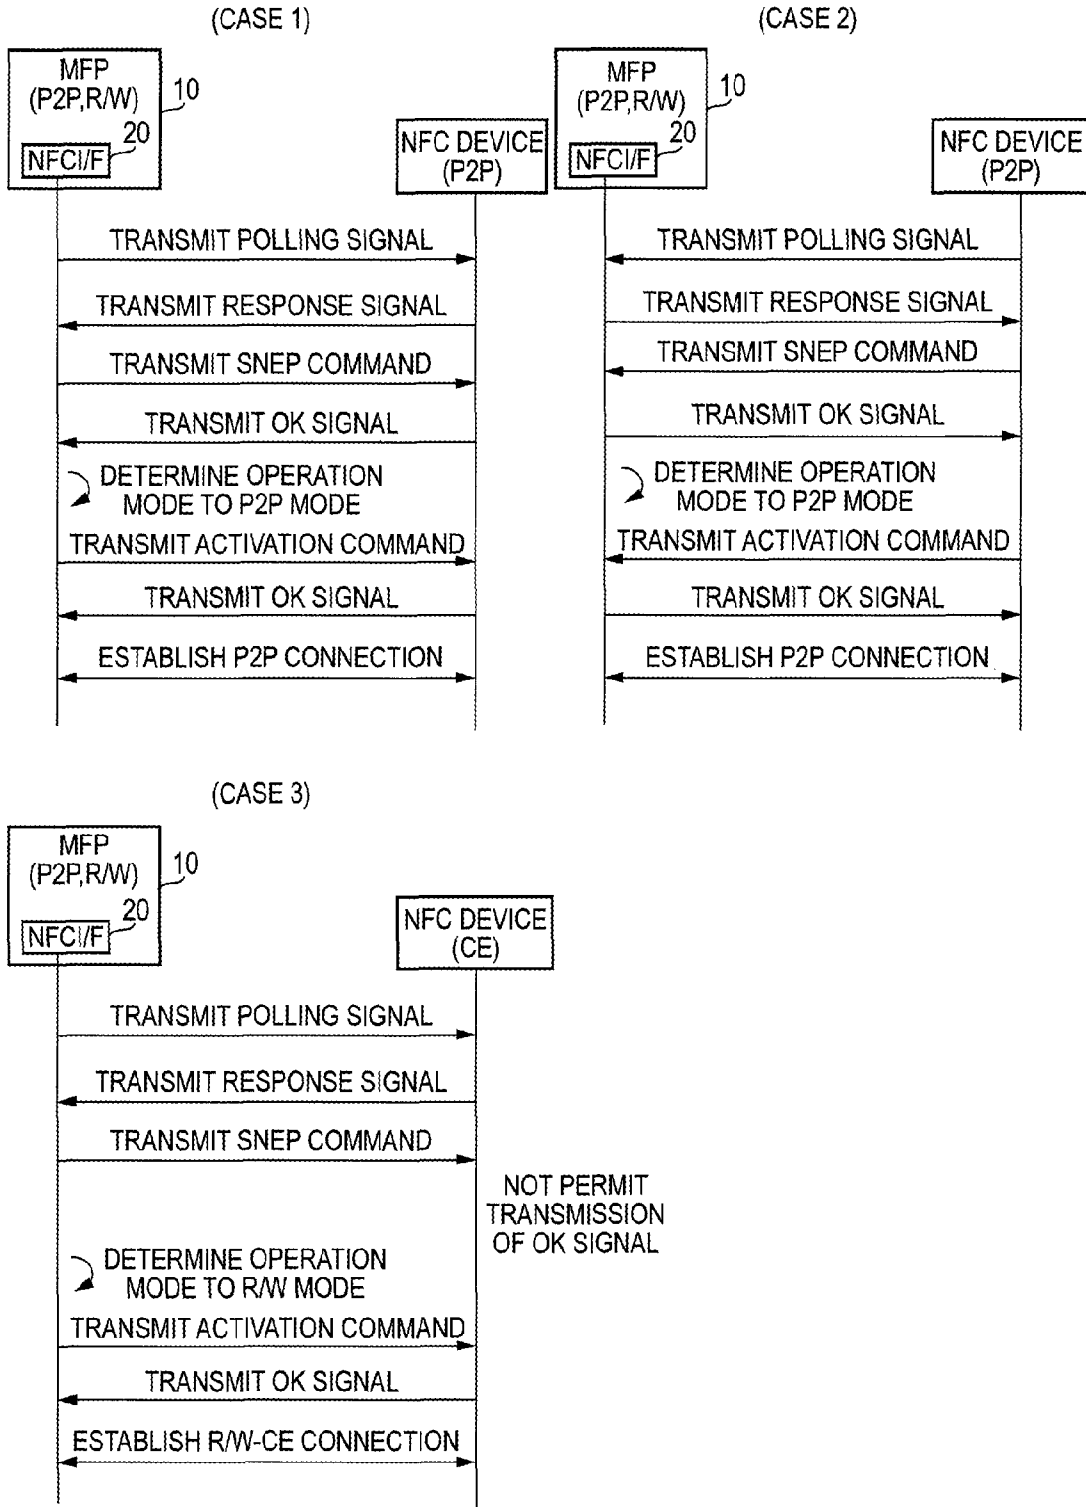 (CASE 1)
MFP
(P2P,R/W)
10
20
NFCI/F
NFC DEVICE
(P2P)
TRANSMIT POLLING SIGNAL
TRANSMIT RESPONSE SIGNAL
TRANSMIT SNEP COMMAND
TRANSMIT OK SIGNAL
DETERMINE OPERATION
MODE TO P2P MODE
TRANSMIT ACTIVATION COMMAND
TRANSMIT OK SIGNAL
ESTABLISH P2P CONNECTION
(CASE 2)
MFP
(P2P,R/W)
10
20
NFCI/F
NFC DEVICE
(P2P)
TRANSMIT POLLING SIGNAL
TRANSMIT RESPONSE SIGNAL
TRANSMIT SNEP COMMAND
TRANSMIT OK SIGNAL
DETERMINE OPERATION
MODE TO P2P MODE
TRANSMIT ACTIVATION COMMAND
TRANSMIT OK SIGNAL
ESTABLISH P2P CONNECTION
(CASE 3)
MFP
(P2P,R/W)
10
20
NFCI/F
NFC DEVICE
(CE)
TRANSMIT POLLING SIGNAL
TRANSMIT RESPONSE SIGNAL
TRANSMIT SNEP COMMAND
NOT PERMIT
TRANSMISSION
OF OK SIGNAL
DETERMINE OPERATION
MODE TO R/W MODE
TRANSMIT ACTIVATION COMMAND
TRANSMIT OK SIGNAL
ESTABLISH R/W-CE CONNECTION